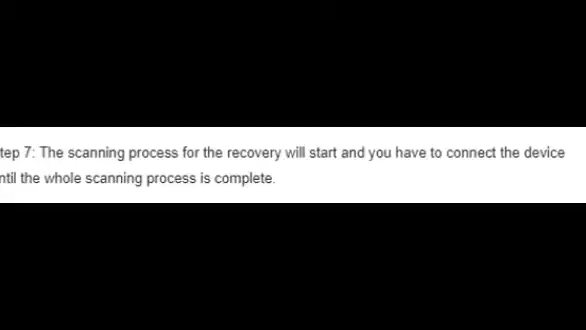 tep 7: The scanning process for the recovery will start and you have to connect the device
ntil the whole scanning process is complete.